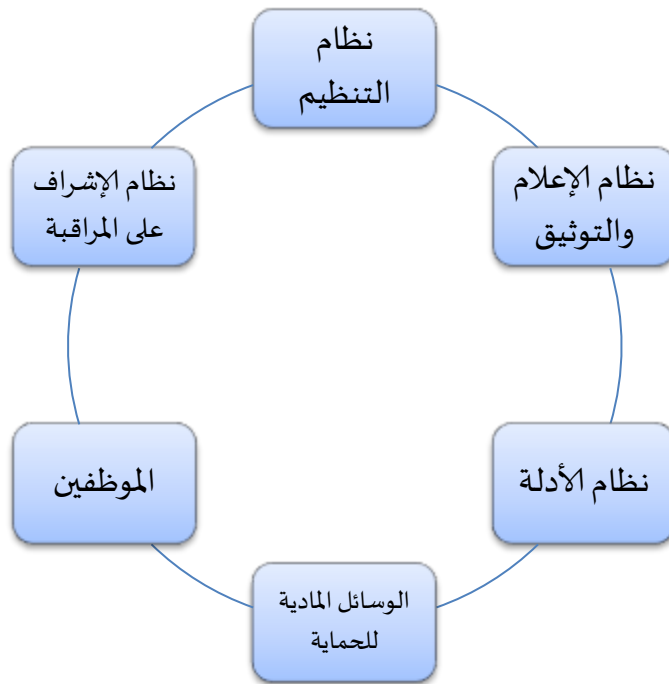 نظام
التنظيم
نظام الإعلام
والتوثيق
نظام الأدلة
الوسائل المادية
للحماية
الموظفين
نظام الإشراف
على المراقبة